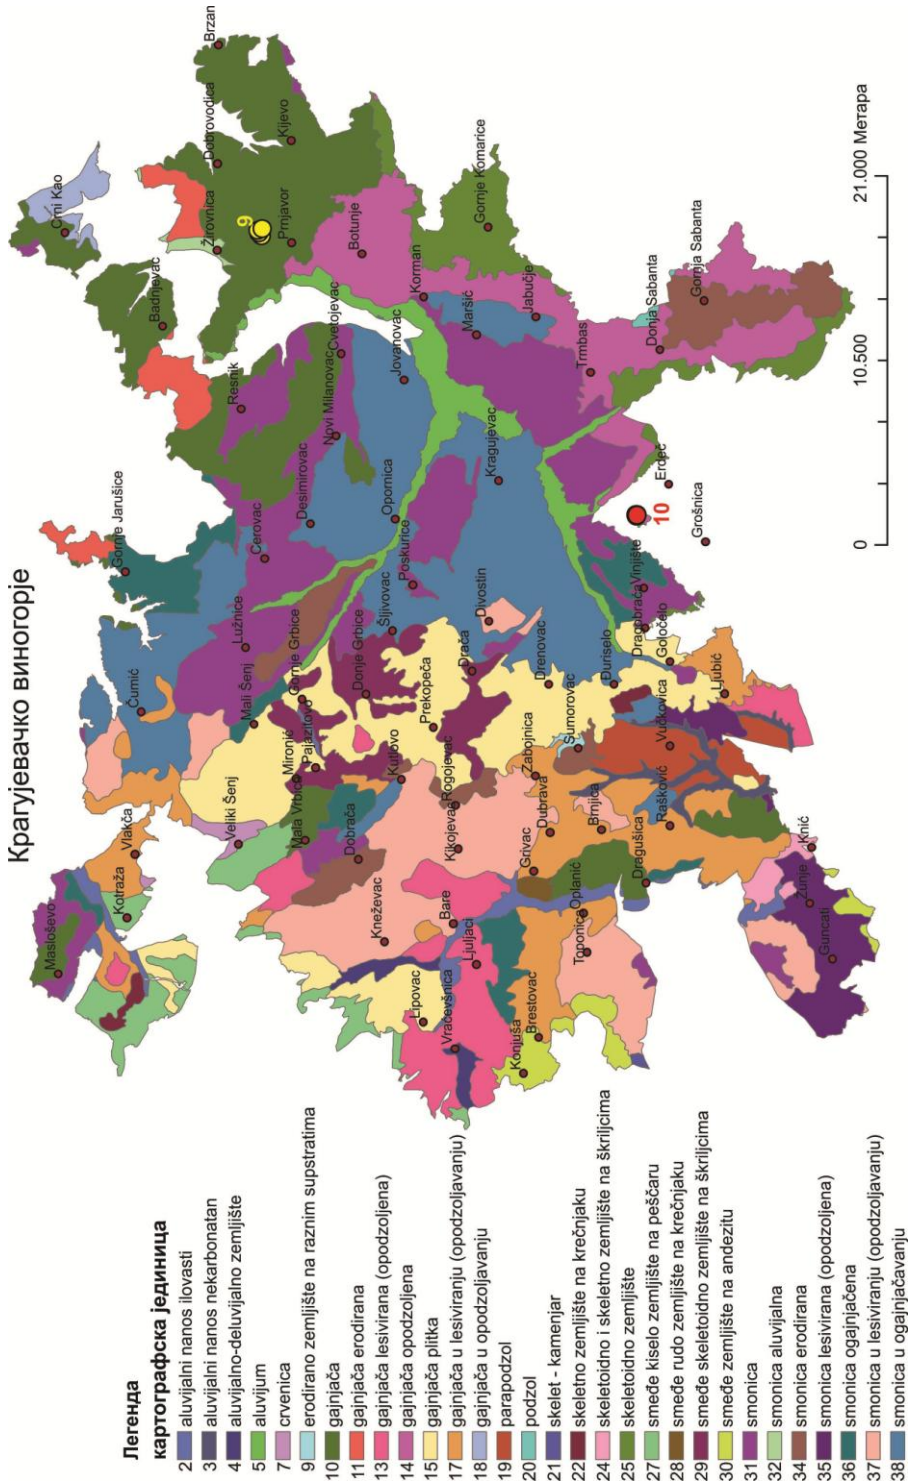 Крагујевачко виногорје
Легенда
картографска јединица
2 aluvijalni nanos ilovasti
3 aluvijalni nanos nekarbonatan
4 aluvijalno-deluvijalno zemljište
5 aluvijum
7 crvenica
9 erodirano zemljište na raznim supstratima
10 gajnjača
11 gajnjača erodirana
13 gajnjača lesivirana (opodzoljena)
14 gajnjača opodzoljena
15 gajnjača plitka
17 gajnjača u lesiviranju (opodzoljavanju)
18 gajnjača u opodzoljavanju
19 parapodzol
20 podzol
21 skelet - kamenjar
22 skeletno zemljište na krečnjaku
24 skeletoidno i skeletno zemljište na škriljcima
25 skeletoidno zemljište
27 smeđe kiselo zemljište na peščaru
28 smeđe rudo zemljište na krečnjaku
29 smeđe skeletoidno zemljište na škriljcima
30 smeđe zemljište na andezitu
31 smonica
32 smonica aluvijalna
34 smonica erodirana
35 smonica lesivirana (opodzoljena)
36 smonica ogajnjačena
37 smonica u lesiviranju (opodzoljavanju)
38 smonica u ogajnjačavanju
Masloševo
Kotraža
Vlakča
Čumić
Gornje Jarušice
Badnjevac
Crni Kao
Žirovnica
Dobrovodica
Brzan
9
Prnjavor
Kijevo
Veliki Šenj
Mali Šenj
Lužnice
Cerovac
Resnik
Mala Vrbica
Mironić
Pajazitovo
Gornje Grbice
Desimirovac
Novi Milanovac
Cvetojevac
Botunje
Kneževac
Dobrača
Kutlovo
Donje Grbice
Šljivovac
Opornica
Jovanovac
Korman
Lipovac
Vraćevšnica
Bare
Ljuljaci
Kikojevac
Rogojevac
Prekopeča
Drača
Poskurice
Divostin
Kragujevac
Maršić
Jabučje
Gornje Komarice
Konjuša
Brestovac
Grivac
Dubrava
Zabojnica
Drenovac
Toponica
Oplanić
Brnjica
Šumorovac
Đuriselo
Trmbas
Dragušica
Rašković
Vučkovica
Goločelo
Dragobrača
Vinjište
10
Erdeč
Donja Sabanta
Ljubić
Grošnica
Gornja Sabanta
Guncati
Žunje
Knić
0 10.500 21.000 Метара